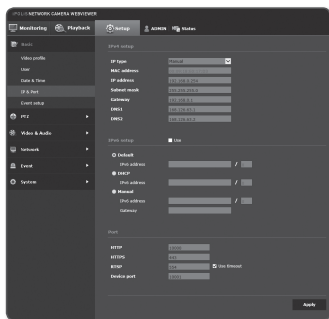 iPOLiS NETWORK CAMERA WEBVIEWER
Monitoring Playback Setup ADMIN Status
Basic
Video profile
User
Date & Time
IP & Port
Event setup
PTZ
Video & Audio
Network
Event
System
IPv4 setup
IP type Manual
MAC address
IP address
Subnet mask
Gateway
DNS1
DNS2
IPv6 setup Use
Default
IPv6 address /
DHCP
IPv6 address /
Manual
IPv6 address /
Gateway
Port
HTTP
HTTPS
RTSP Use timeout
Device port
Apply